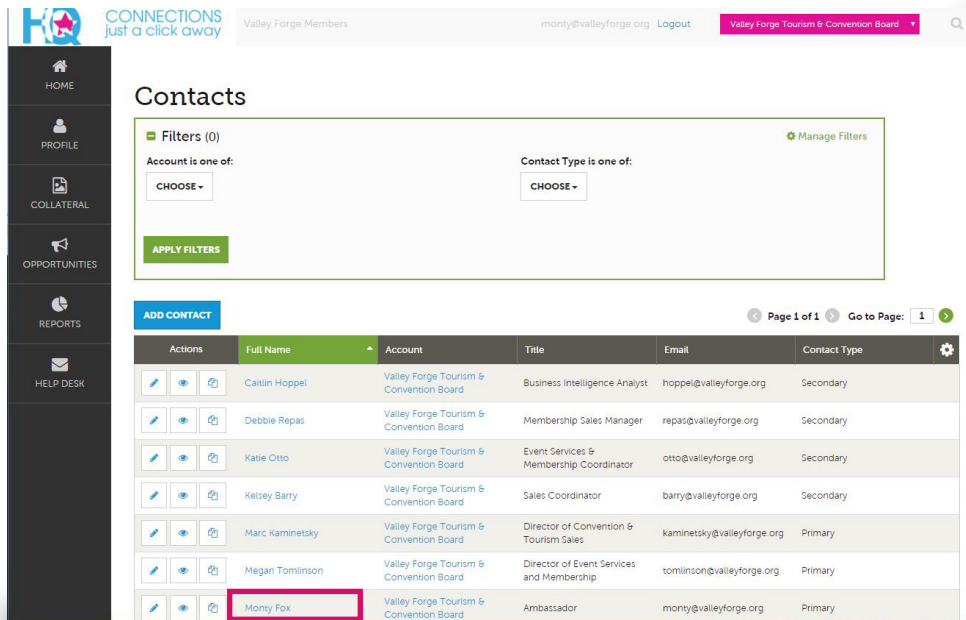 HQ CONNECTIONS
just a click away
Valley Forge Members
monty@valleyforge.org Logout
Valley Forge Tourism & Convention Board
HOME
PROFILE
COLLATERAL
OPPORTUNITIES
REPORTS
HELP DESK
Contacts
Filters (0)
Manage Filters
Account is one of:
Contact Type is one of:
CHOOSE
CHOOSE
APPLY FILTERS
ADD CONTACT
Page 1 of 1 Go to Page: 1
Actions Full Name Account Title Email Contact Type
Caitlin Hoppel Valley Forge Tourism & Convention Board Business Intelligence Analyst hoppel@valleyforge.org Secondary
Debbie Repas Valley Forge Tourism & Convention Board Membership Sales Manager repas@valleyforge.org Secondary
Katie Otto Valley Forge Tourism & Convention Board Event Services & Membership Coordinator otto@valleyforge.org Secondary
Kelsey Barry Valley Forge Tourism & Convention Board Sales Coordinator barry@valleyforge.org Secondary
Marc Kaminetsky Valley Forge Tourism & Convention Board Director of Convention & Tourism Sales kaminetsky@valleyforge.org Primary
Megan Tomlinson Valley Forge Tourism & Convention Board Director of Event Services and Membership tomlinson@valleyforge.org Primary
Monty Fox Valley Forge Tourism & Convention Board Ambassador monty@valleyforge.org Primary